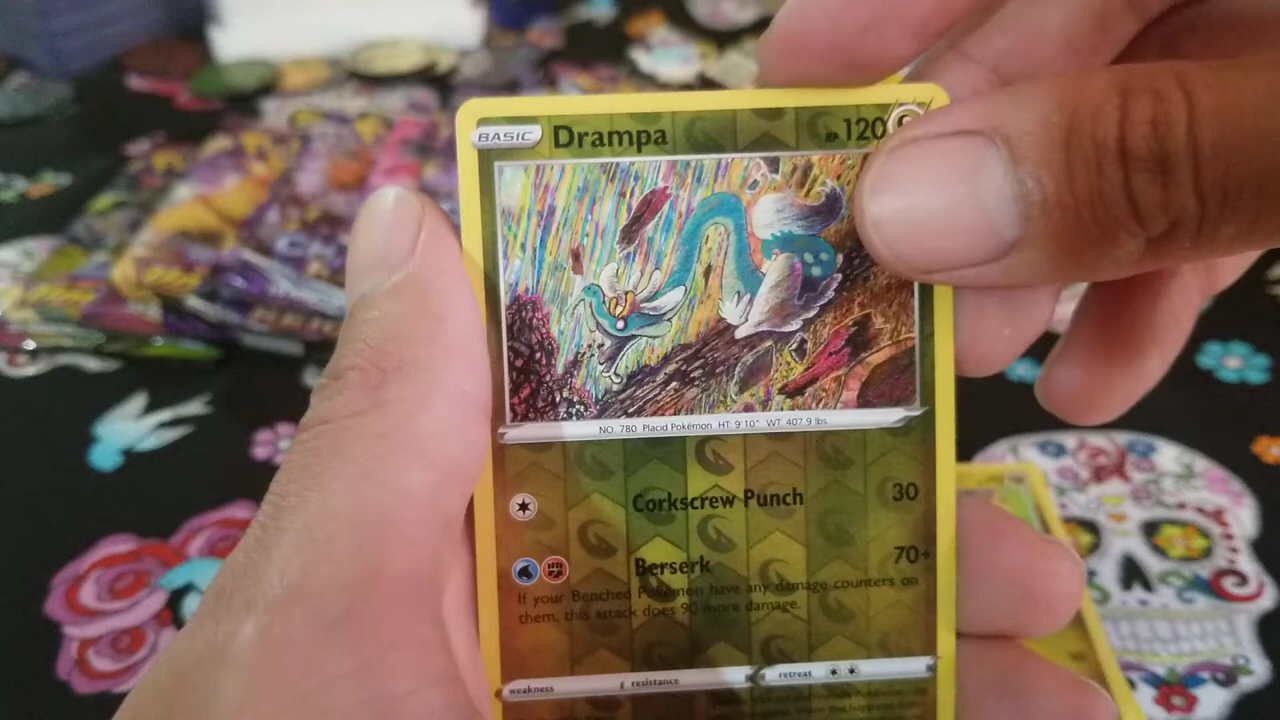 BASIC Drampa HP 120
NO. 780 Placid Pokémon HT: 9'10" WT: 407.9 lbs.
Corkscrew Punch 30
Berserk 70+
If your Benched Pokémon have any damage counters on
them, this attack does 90 more damage.
weakness resistance retreat